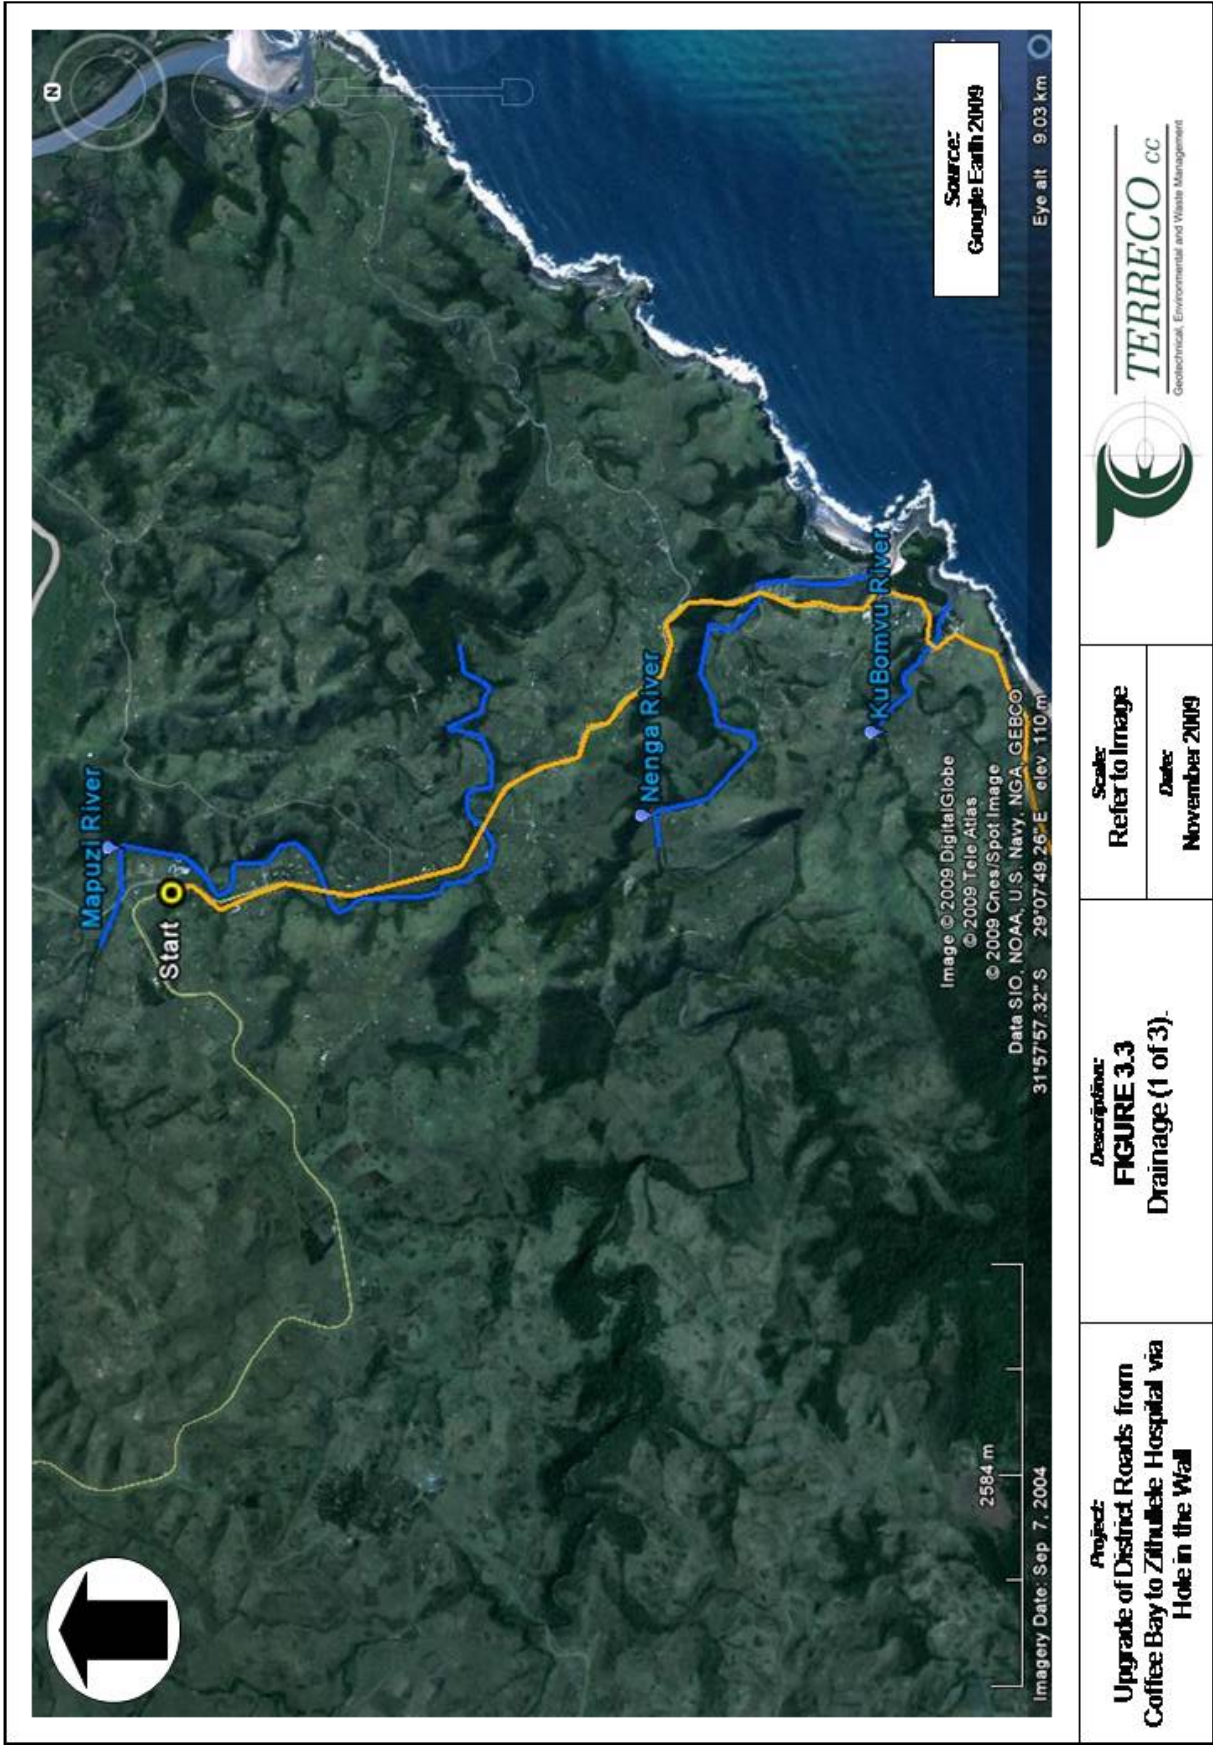 N
Mapuzi River
Start
Nenga River
KuBomvu River
Source:
Google Earth 2009
Image © 2009 DigitalGlobe
© 2009 Tele Atlas
© 2009 Cnes/Spot Image
Data SIO, NOAA, U.S. Navy, NGA, GEBCO
2584 m
Imagery Date: Sep 7, 2004
31°57'57.32" S
29°07'49.26" E
elev 110 m
Eye alt 9.03 km
Project:
Upgrade of District Roads from
Coffee Bay to Zithulele Hospital via
Hole in the Wall
Description:
FIGURE 3.3
Drainage (1 of 3).
Scale:
Refer to Image
Date:
November 2009
TERRECO cc
Geotechnical, Environmental and Waste Management